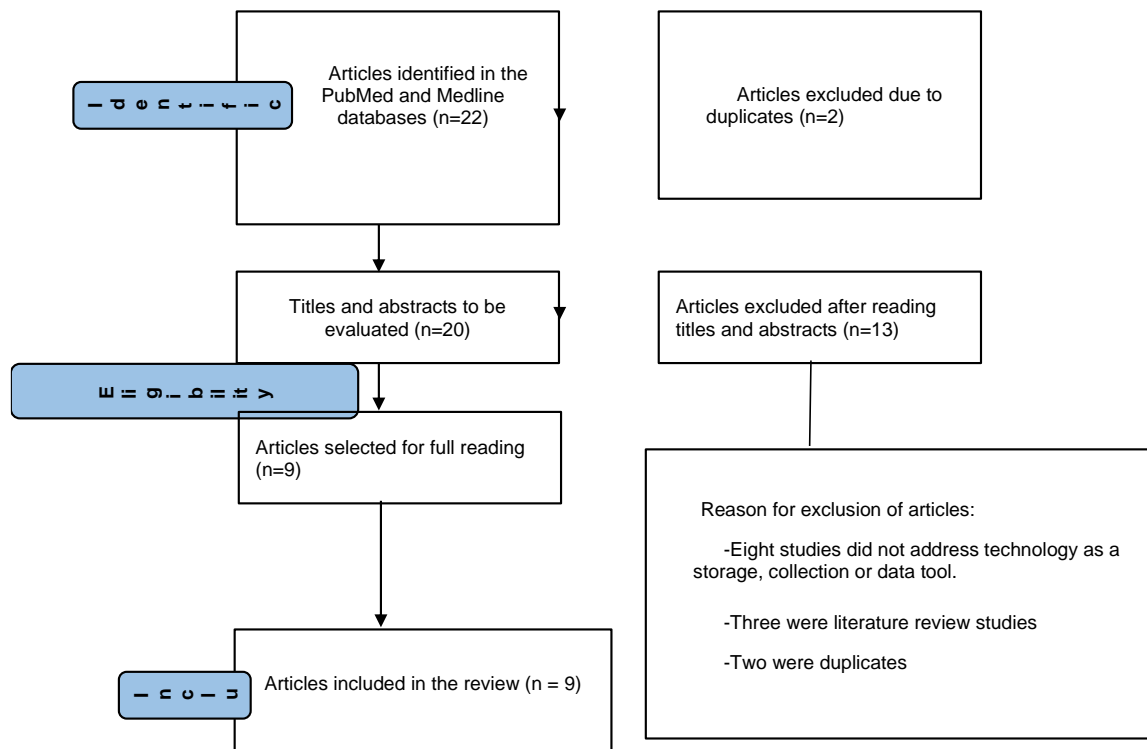 Articles identified in the
PubMed and Medline
databases (n=22)
Identific
Articles excluded due to
duplicates (n=2)
Titles and abstracts to be
evaluated (n=20)
Articles excluded after reading
titles and abstracts (n=13)
Eligibility
Articles selected for full reading
(n=9)
Reason for exclusion of articles:
-Eight studies did not address technology as a
storage, collection or data tool.
-Three were literature review studies
-Two were duplicates
Inclu
Articles included in the review (n = 9)